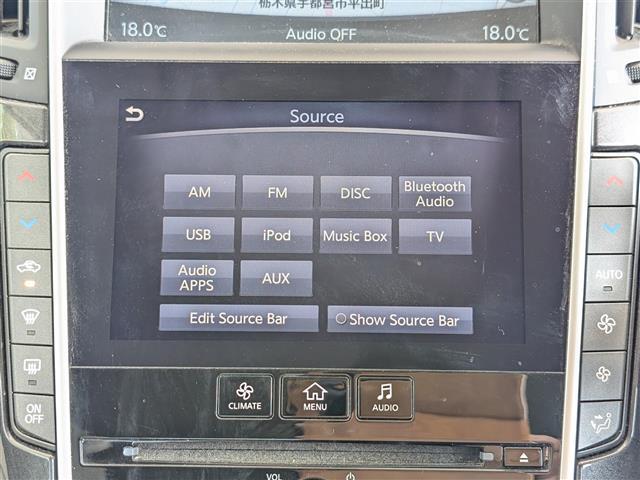 栃木県宇都宮市平出町
18.0℃ Audio OFF 18.0℃
Source
AM FM DISC Bluetooth Audio
USB iPod Music Box TV
Audio APPS AUX
Edit Source Bar Show Source Bar
AUTO
ON OFF
CLIMATE MENU AUDIO
VOL